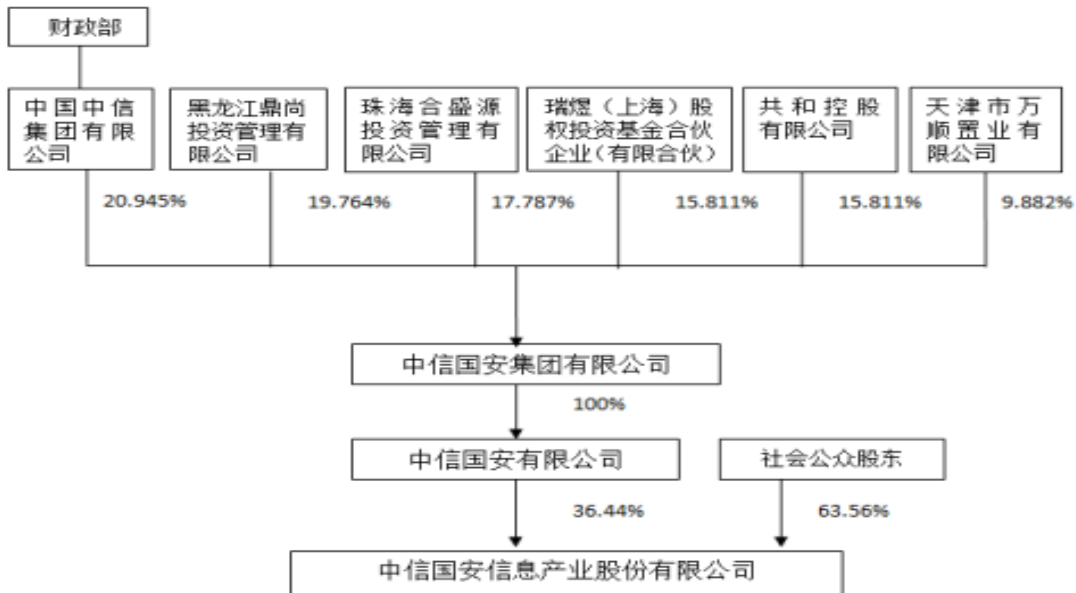 财政部
中国中信
集团有限
公司
黑龙江鼎尚
投资管理有
限公司
珠海合盛源
投资管理有
限公司
瑞煜（上海）股
权投资基金合伙
企业（有限合伙）
共和控股
有限公司
天津市万
顺置业有
限公司
20.945%
19.764%
17.787%
15.811%
15.811%
9.882%
中信国安集团有限公司
100%
中信国安有限公司
社会公众股东
36.44%
63.56%
中信国安信息产业股份有限公司